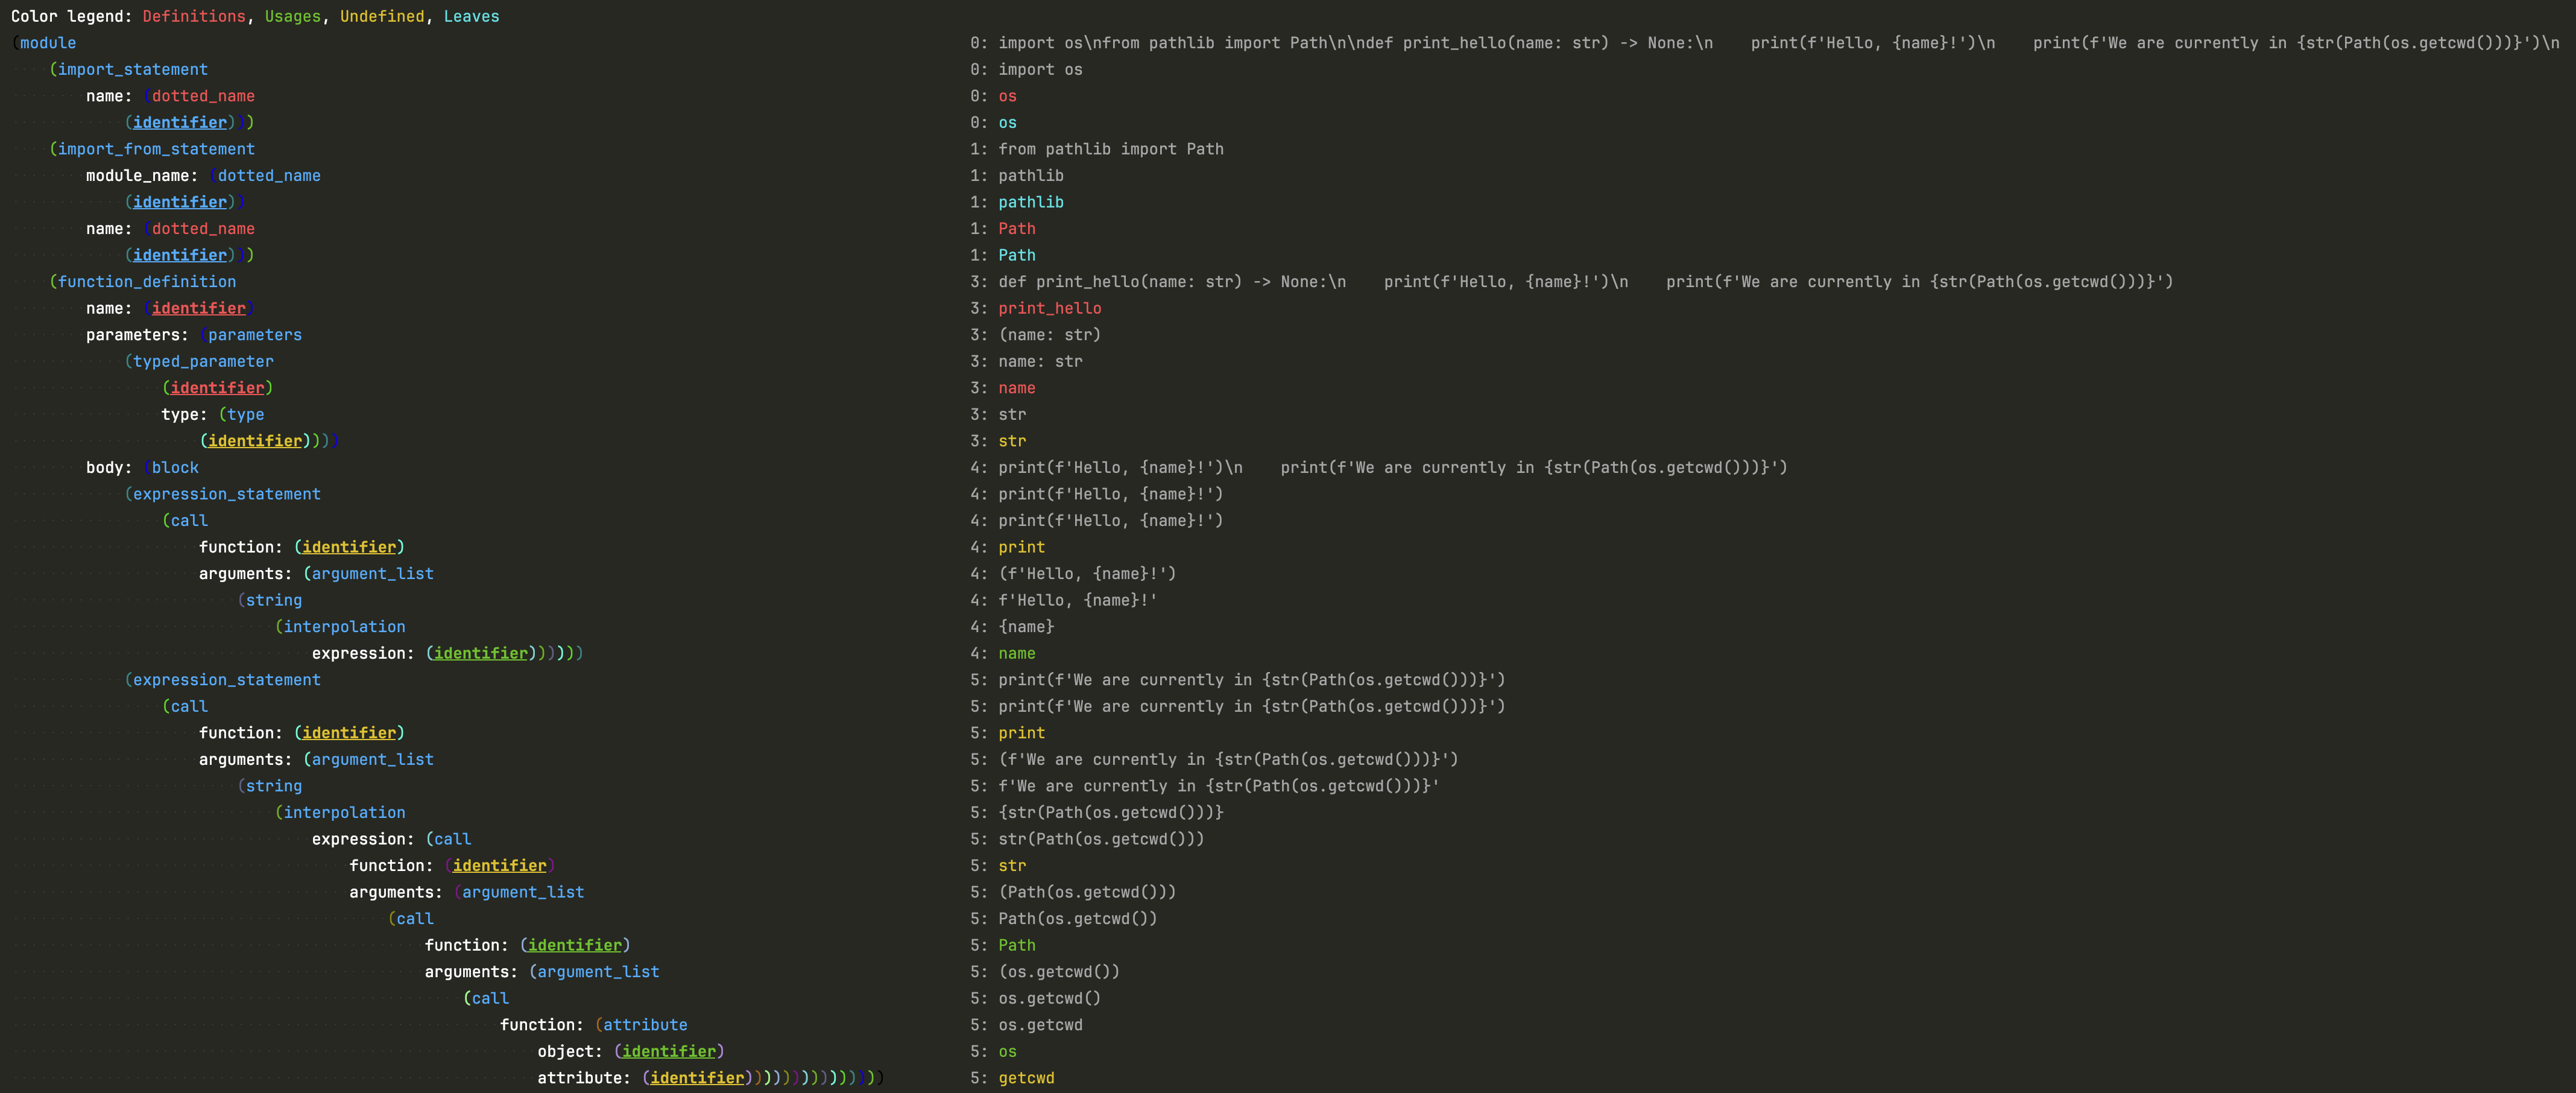 Color legend: Definitions, Usages, Undefined, Leaves
(module 0: import os\nfrom pathlib import Path\n\ndef print_hello(name: str) -> None:\n    print(f'Hello, {name}!')\n    print(f'We are currently in {str(Path(os.getcwd()))}')\n
(import_statement 0: import os
name: (dotted_name 0: os
(identifier))) 0: os
(import_from_statement 1: from pathlib import Path
module_name: (dotted_name 1: pathlib
(identifier)) 1: pathlib
name: (dotted_name 1: Path
(identifier))) 1: Path
(function_definition 3: def print_hello(name: str) -> None:\n    print(f'Hello, {name}!')\n    print(f'We are currently in {str(Path(os.getcwd()))}')
name: (identifier) 3: print_hello
parameters: (parameters 3: (name: str)
(typed_parameter 3: name: str
(identifier) 3: name
type: (type 3: str
(identifier)))) 3: str
body: (block 4: print(f'Hello, {name}!')\n    print(f'We are currently in {str(Path(os.getcwd()))}')
(expression_statement 4: print(f'Hello, {name}!')
(call 4: print(f'Hello, {name}!')
function: (identifier) 4: print
arguments: (argument_list 4: (f'Hello, {name}!')
(string 4: f'Hello, {name}!'
(interpolation 4: {name}
expression: (identifier)))))) 4: name
(expression_statement 5: print(f'We are currently in {str(Path(os.getcwd()))}')
(call 5: print(f'We are currently in {str(Path(os.getcwd()))}')
function: (identifier) 5: print
arguments: (argument_list 5: (f'We are currently in {str(Path(os.getcwd()))}')
(string 5: f'We are currently in {str(Path(os.getcwd()))}'
(interpolation 5: {str(Path(os.getcwd()))}
expression: (call 5: str(Path(os.getcwd()))
function: (identifier) 5: str
arguments: (argument_list 5: (Path(os.getcwd()))
(call 5: Path(os.getcwd())
function: (identifier) 5: Path
arguments: (argument_list 5: (os.getcwd())
(call 5: os.getcwd()
function: (attribute 5: os.getcwd
object: (identifier) 5: os
attribute: (identifier))))))))))))))) 5: getcwd